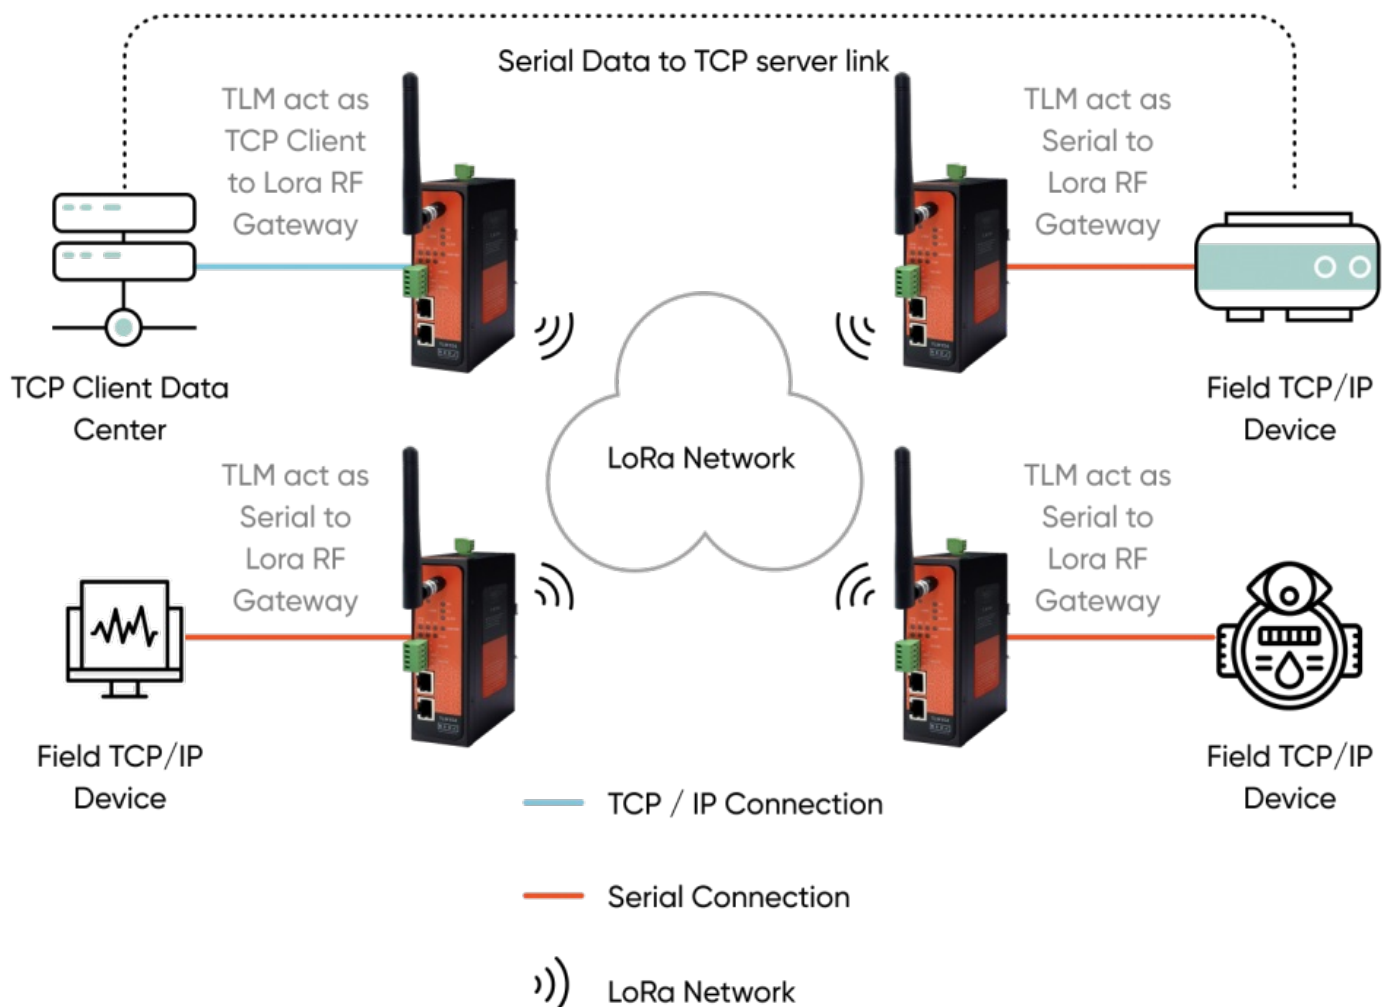 Serial Data to TCP server link
TLM act as
TCP Client
to Lora RF
Gateway
TLM act as
Serial to
Lora RF
Gateway
TCP Client Data
Center
Field TCP/IP
Device
LoRa Network
TLM act as
Serial to
Lora RF
Gateway
TLM act as
Serial to
Lora RF
Gateway
Field TCP/IP
Device
Field TCP/IP
Device
TCP / IP Connection
Serial Connection
LoRa Network